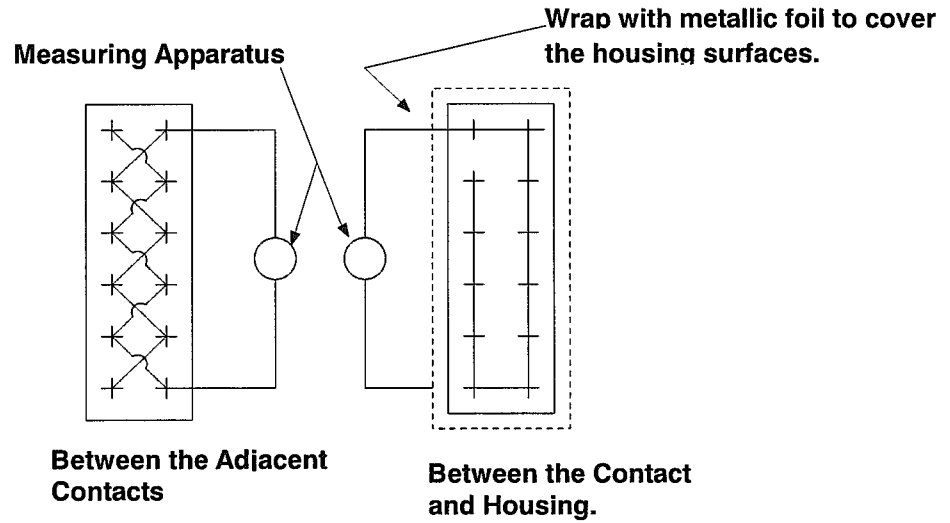 Wrap with metallic foil to cover
the housing surfaces.
Measuring Apparatus
Between the Adjacent
Contacts
Between the Contact
and Housing.